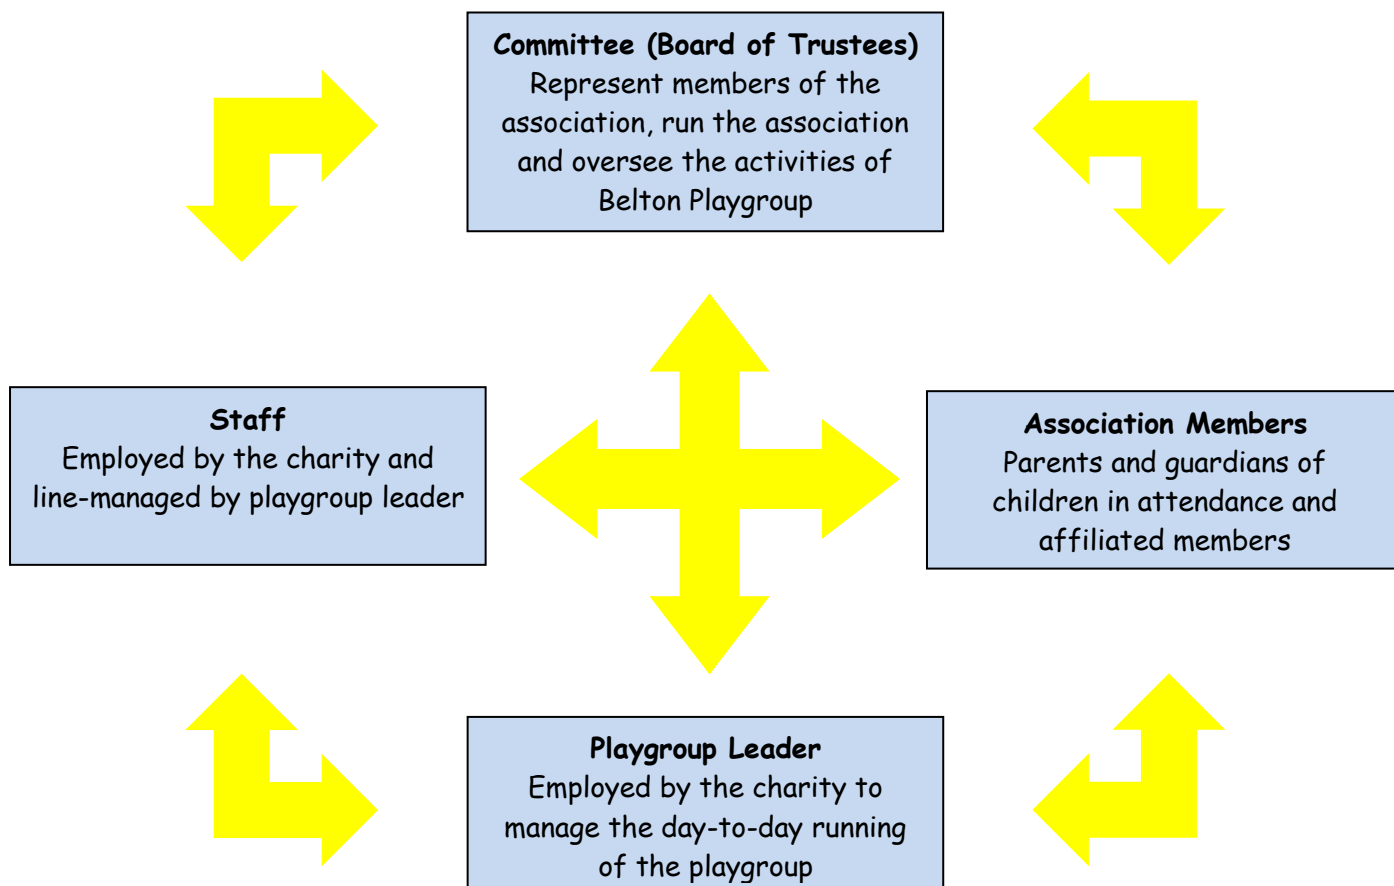 Committee (Board of Trustees)
Represent members of the
association, run the association
and oversee the activities of
Belton Playgroup
Staff
Employed by the charity and
line-managed by playgroup leader
Association Members
Parents and guardians of
children in attendance and
affiliated members
Playgroup Leader
Employed by the charity to
manage the day-to-day running
of the playgroup